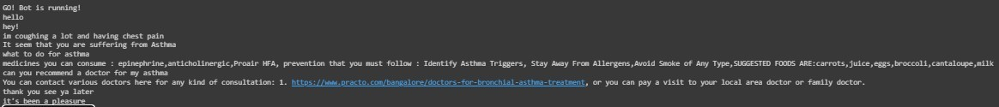 GO! Bot is running!
hello
hey!
im coughing a lot and having chest pain
It seem that you are suffering from Asthma
what to do for asthma
medicines you can consume : epinephrine,anticholinergic,Proair HFA, prevention that you must follow : Identify Asthma Triggers, Stay Away From Allergens,Avoid Smoke of Any Type,SUGGESTED FOODS ARE:carrots,juice,eggs,broccoli,cantaloupe,milk
can you recommend a doctor for my asthma
You can contact various doctors here for any kind of consultation: 1. https://www.practo.com/bangalore/doctors-for-bronchial-asthma-treatment, or you can pay a visit to your local area doctor or family doctor.
thank you see ya later
it's been a pleasure